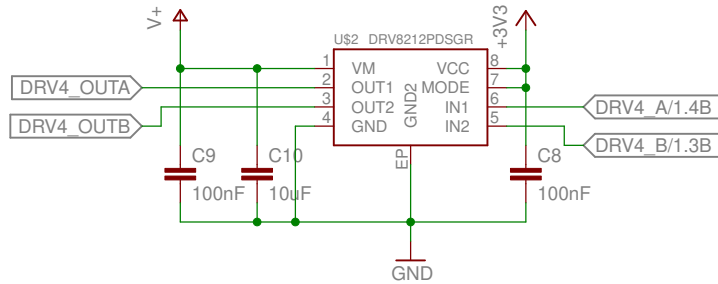 V+
+3V3
U$2 DRV8212PDSGR
1 VM VCC 8
2 OUT1 MODE 7
3 OUT2 IN1 6
4 GND IN2 5
GND2
EP
DRV4_OUTA
DRV4_OUTB
DRV4_A/1.4B
DRV4_B/1.3B
C9
100nF
C10
10uF
C8
100nF
GND